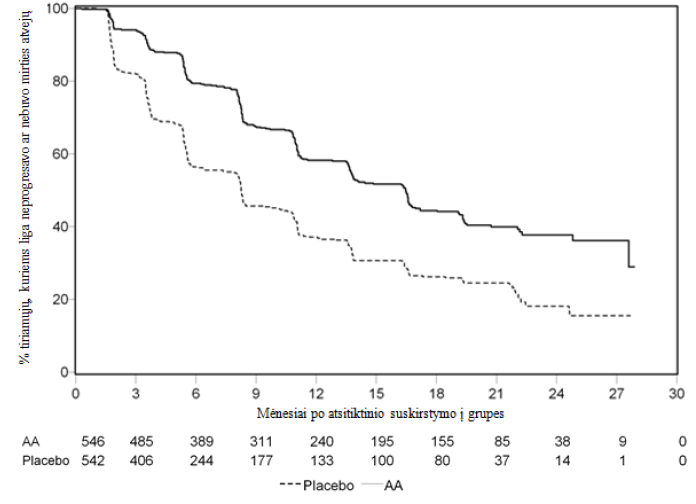 % tiriamųjų, kuriems liga neprogresavo ar nebuvo mirties atvejų
100
80
60
40
20
0
0 3 6 9 12 15 18 21 24 27 30
Mėnesiai po atsitiktinio suskirstymo į grupes
AA 546 485 389 311 240 195 155 85 38 9 0
Placebo 542 406 244 177 133 100 80 37 14 1 0
Placebo AA